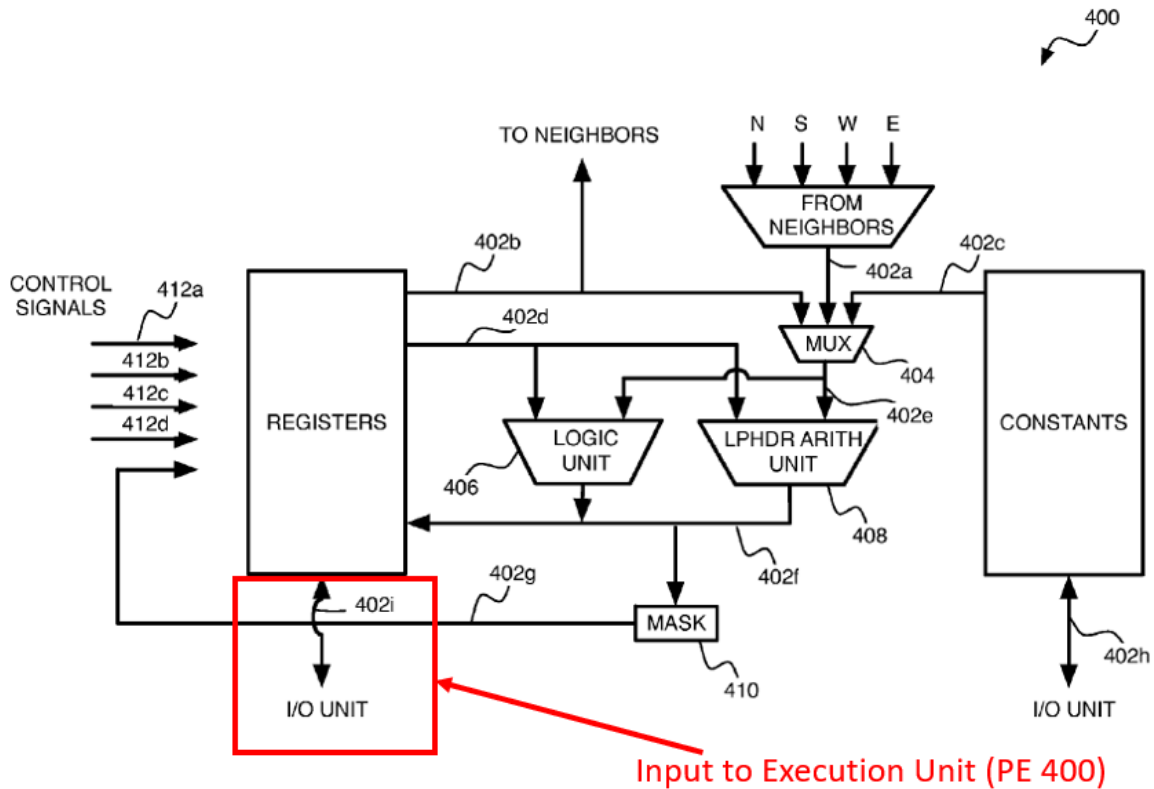 400
N S W E
TO NEIGHBORS
FROM
NEIGHBORS
402b
402a
402c
CONTROL
SIGNALS
412a
412b
412c
412d
402d
MUX
404
REGISTERS
CONSTANTS
402e
LOGIC
UNIT
LPHDR ARITH
UNIT
406
408
402f
402g
402i
MASK
410
402h
I/O UNIT
I/O UNIT
Input to Execution Unit (PE 400)